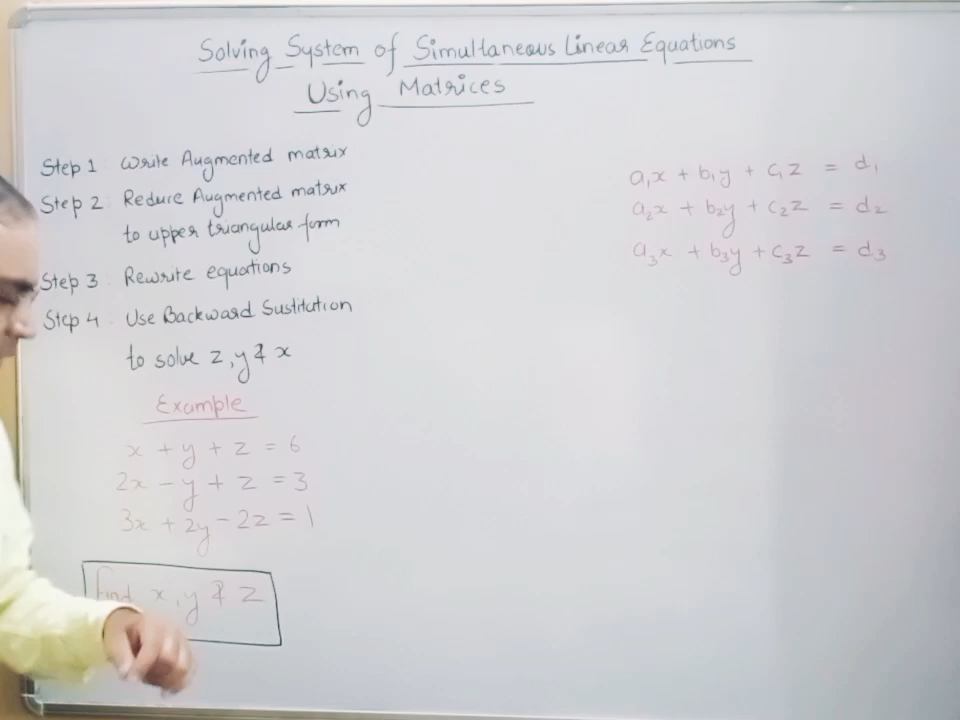 Solving System of Simultaneous Linear Equations
Using Matrices
Step 1 : Write Augmented matrix
Step 2 : Reduce Augmented matrix
to upper triangular form
Step 3 : Rewrite equations
Step 4 : Use Backward Sustitution
to solve z, y & x
Example
x + y + z = 6
2x - y + z = 3
3x + 2y - 2z = 1
find x, y & z
a₁x + b₁y + c₁z = d₁
a₂x + b₂y + c₂z = d₂
a₃x + b₃y + c₃z = d₃